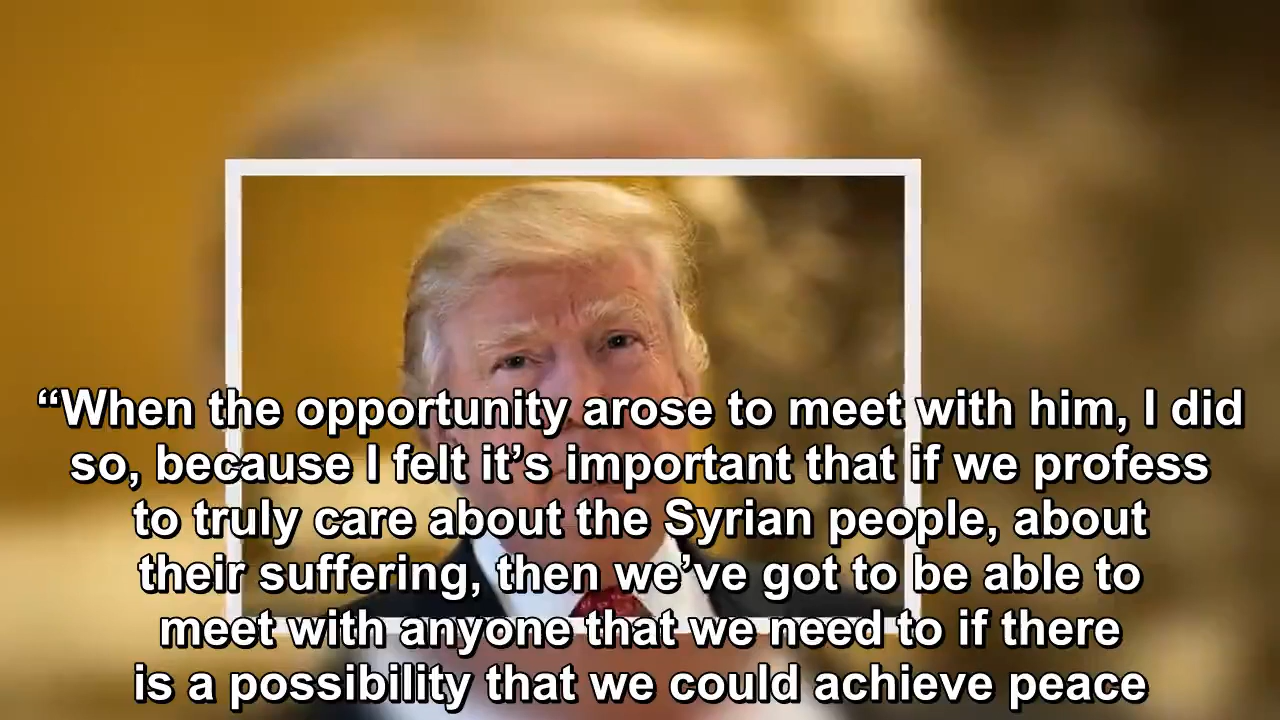 “When the opportunity arose to meet with him, I did
so, because I felt it’s important that if we profess
to truly care about the Syrian people, about
their suffering, then we’ve got to be able to
meet with anyone that we need to if there
is a possibility that we could achieve peace